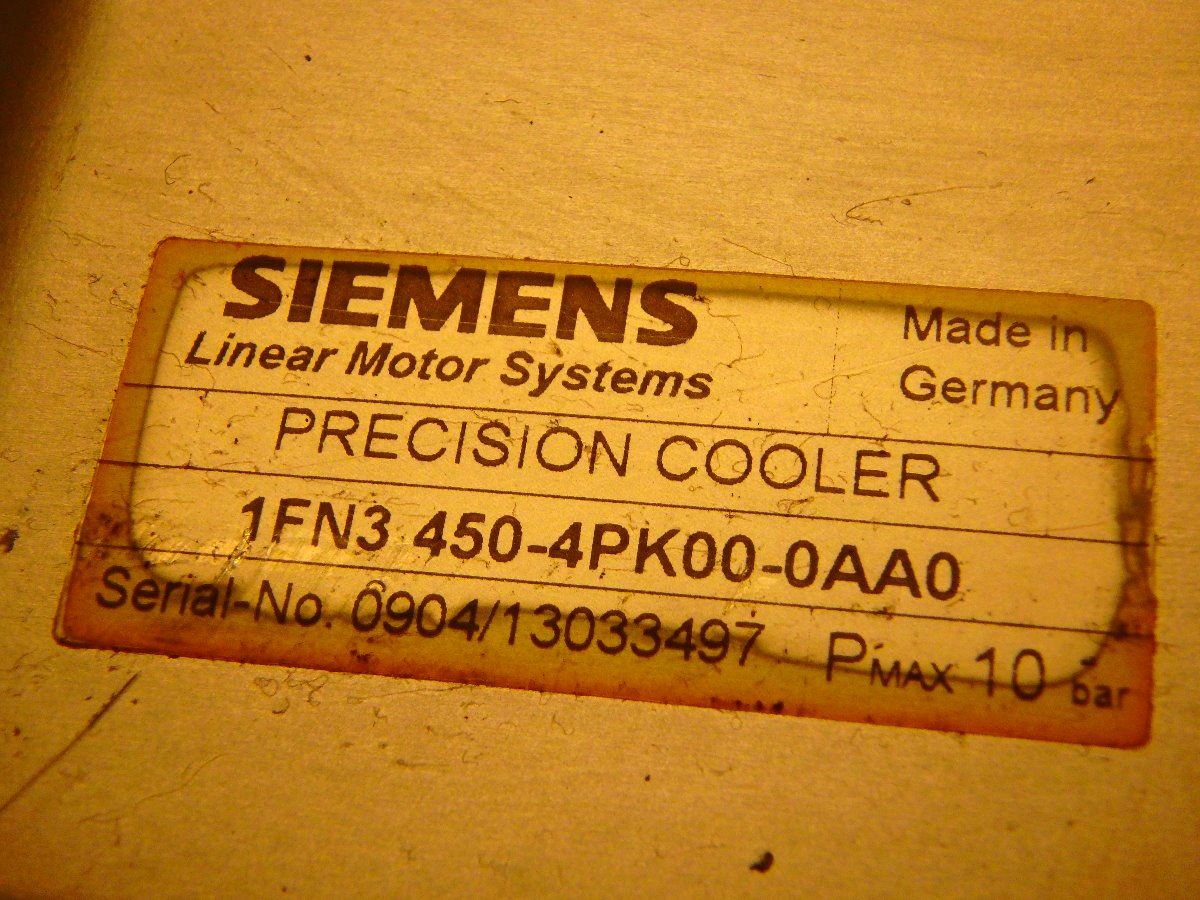 SIEMENS
Linear Motor Systems
Made in
Germany
PRECISION COOLER
1FN3 450-4PK00-0AA0
Serial-No. 0904/13033497 PMAX 10 bar